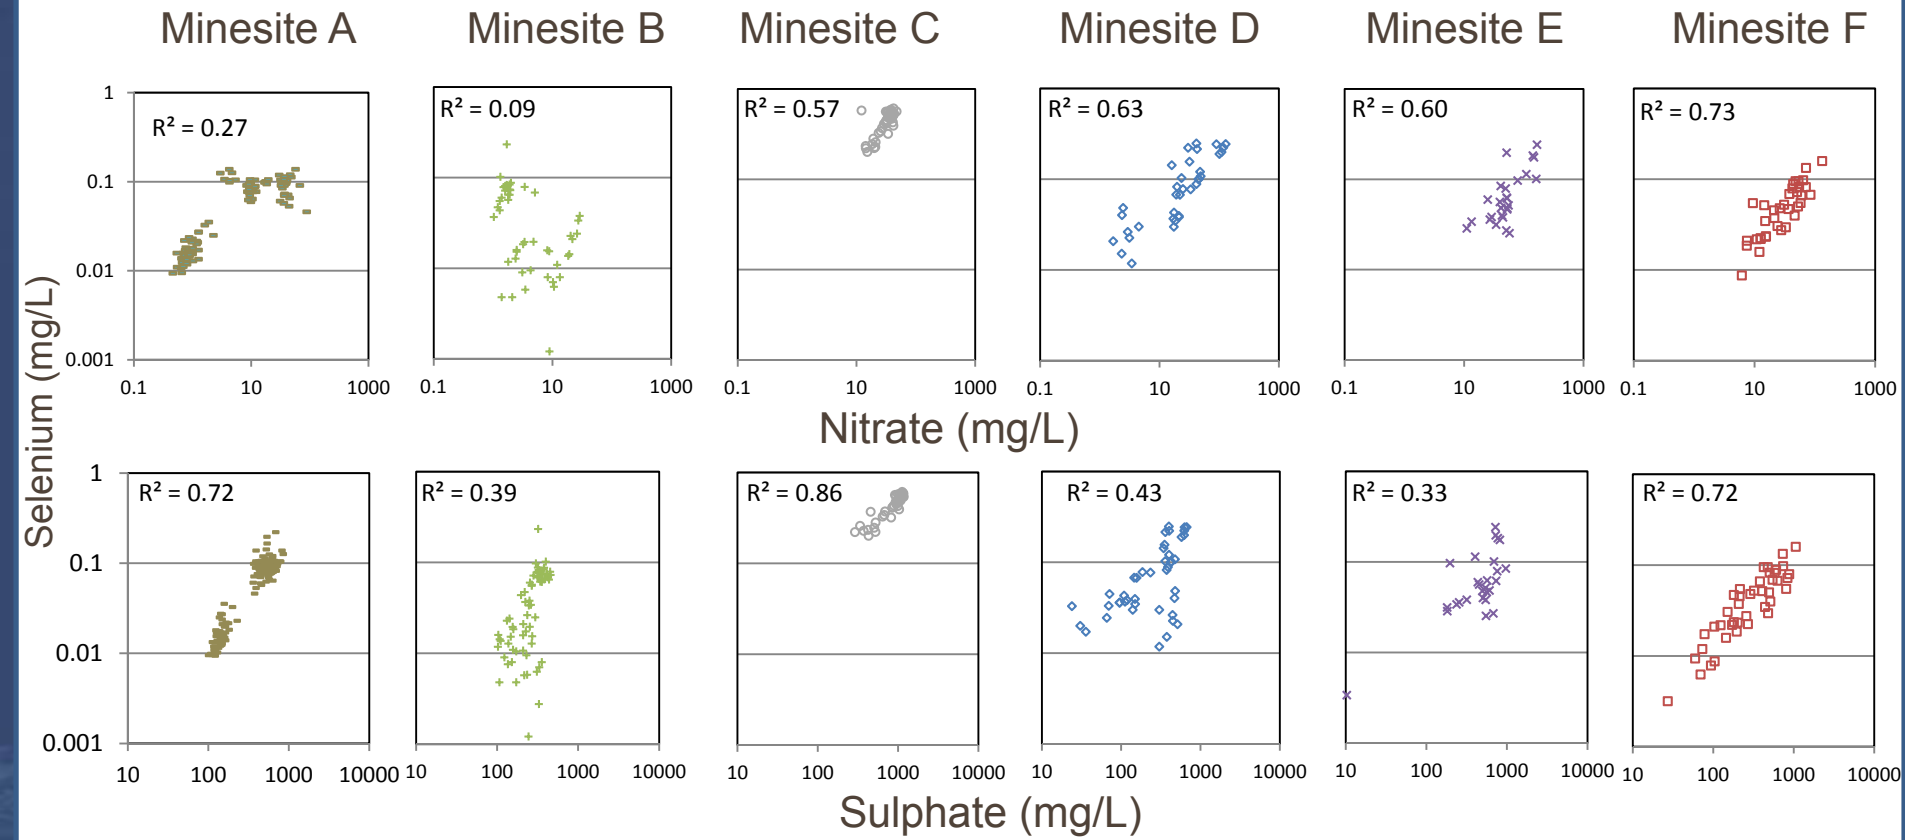 Minesite A Minesite B Minesite C Minesite D Minesite E Minesite F
R² = 0.27 R² = 0.09 R² = 0.57 R² = 0.63 R² = 0.60 R² = 0.73
1
0.1
0.01
0.001
0.1 10 1000 0.1 10 1000 0.1 10 1000 0.1 10 1000 0.1 10 1000 0.1 10 1000
Nitrate (mg/L)
Selenium (mg/L)
R² = 0.72 R² = 0.39 R² = 0.86 R² = 0.43 R² = 0.33 R² = 0.72
1
0.1
0.01
0.001
10 100 1000 10000 10 100 1000 10000 10 100 1000 10000 10 100 1000 10000 10 100 1000 10000 10 100 1000 10000
Sulphate (mg/L)